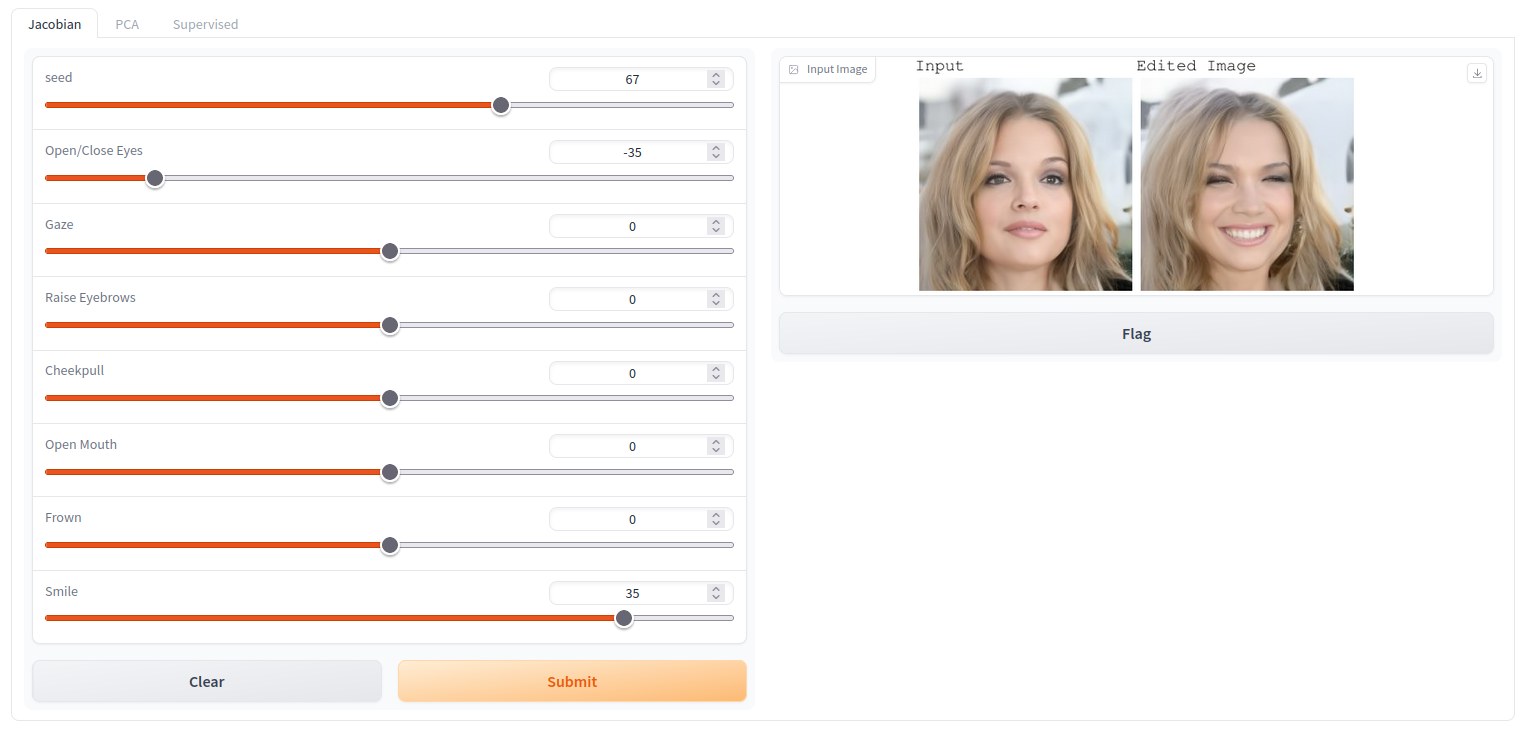 Jacobian PCA Supervised
seed 67
Open/Close Eyes -35
Gaze 0
Raise Eyebrows 0
Cheekpull 0
Open Mouth 0
Frown 0
Smile 35
Clear Submit
Input Image
Input Edited Image
Flag